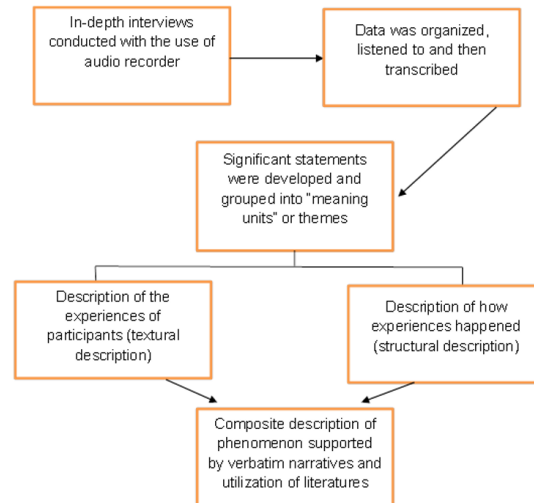 In-depth interviews
conducted with the use of
audio recorder
Data was organized,
listened to and then
transcribed
Significant statements
were developed and
grouped into "meaning
units" or themes
Description of the
experiences of
participants (textural
description)
Description of how
experiences happened
(structural description)
Composite description of
phenomenon supported
by verbatim narratives and
utilization of literatures